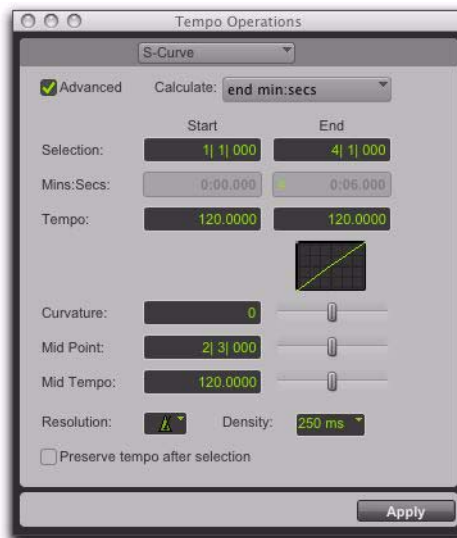 Tempo Operations
S-Curve
Advanced Calculate: end min:secs
Start End
Selection: 1| 1| 000 4| 1| 000
Mins:Secs: 0:00.000 0:06.000
Tempo: 120.0000 120.0000
Curvature: 0
Mid Point: 2| 3| 000
Mid Tempo: 120.0000
Resolution: Density: 250 ms
Preserve tempo after selection
Apply